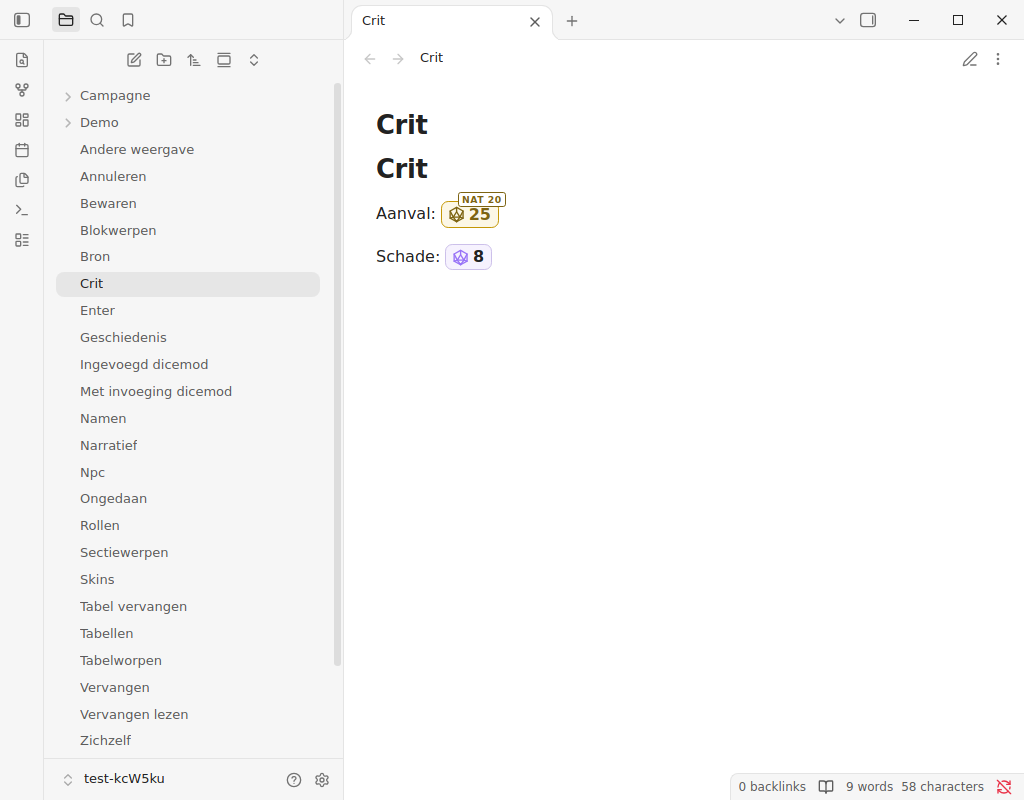 Crit
Crit
Campagne
Demo
Andere weergave
Annuleren
Bewaren
Blokwerpen
Bron
Crit
Enter
Geschiedenis
Ingevoegd dicemod
Met invoeging dicemod
Namen
Narratief
Npc
Ongedaan
Rollen
Sectiewerpen
Skins
Tabel vervangen
Tabellen
Tabelworpen
Vervangen
Vervangen lezen
Zichzelf
test-kcW5ku
Crit
Crit
NAT 20
Aanval: 25
Schade: 8
0 backlinks 9 words 58 characters